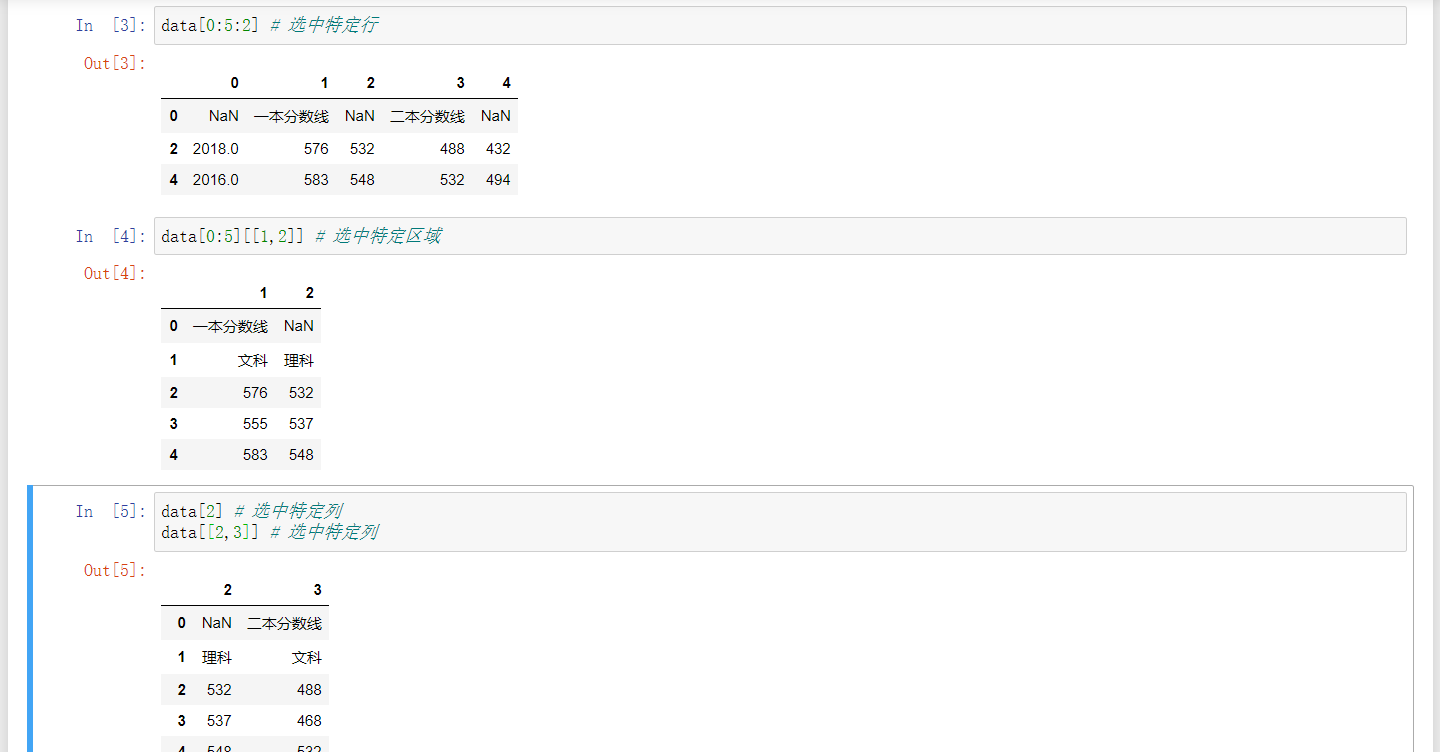 In [3]: data[0:5:2] # 选中特定行
Out[3]:
0 1 2 3 4
0 NaN 一本分数线 NaN 二本分数线 NaN
2 2018.0 576 532 488 432
4 2016.0 583 548 532 494
In [4]: data[0:5][[1,2]] # 选中特定区域
Out[4]:
1 2
0 一本分数线 NaN
1 文科 理科
2 576 532
3 555 537
4 583 548
In [5]: data[2] # 选中特定列
data[[2,3]] # 选中特定列
Out[5]:
2 3
0 NaN 二本分数线
1 理科 文科
2 532 488
3 537 468
4 548 532